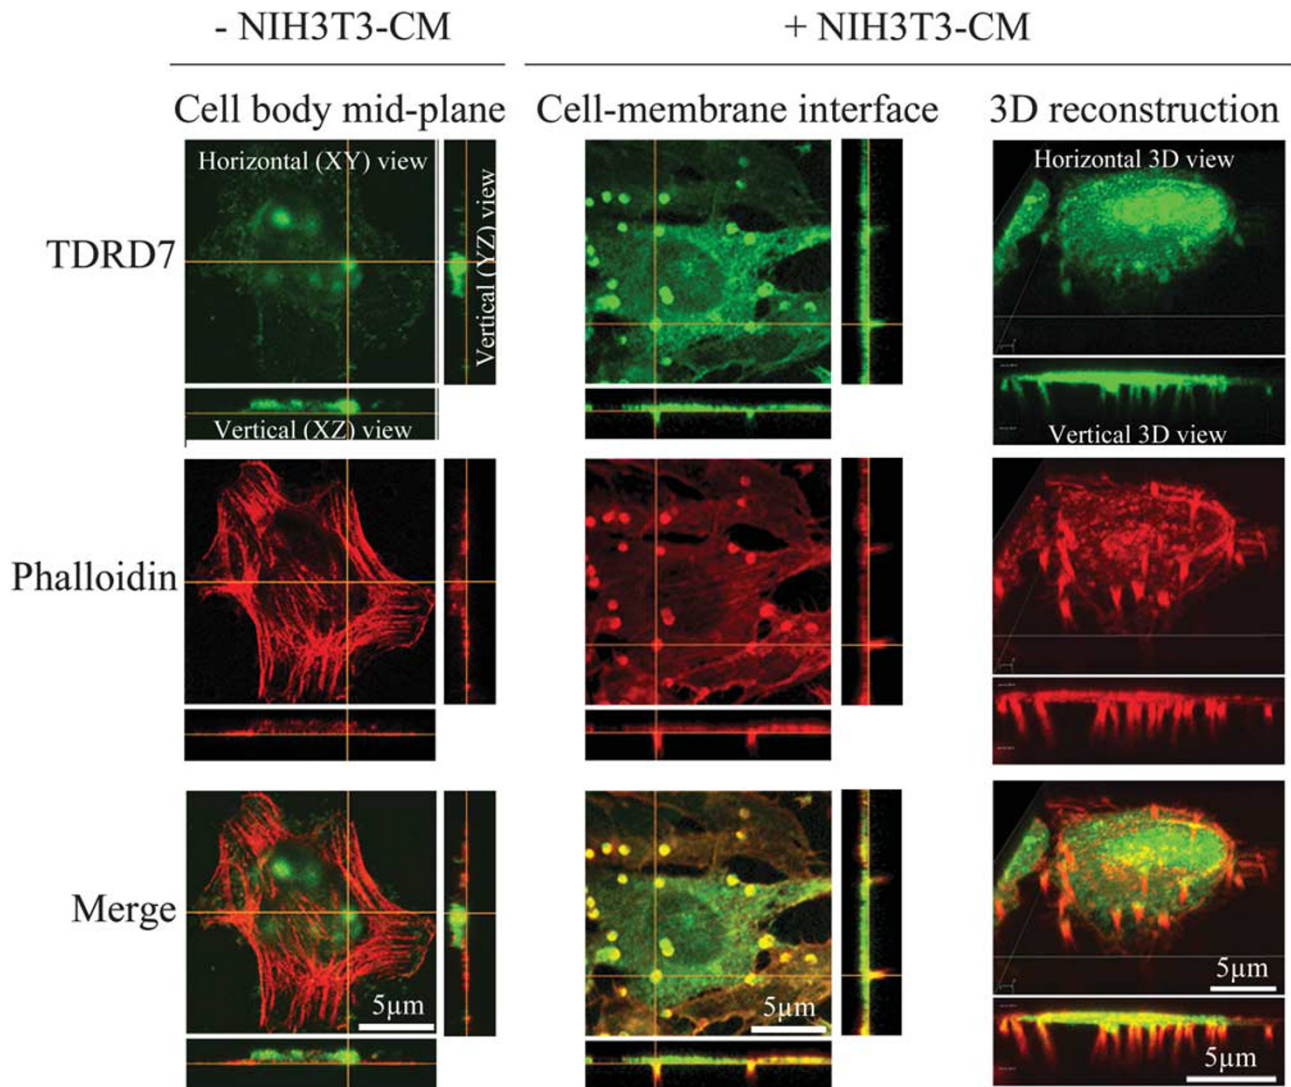 - NIH3T3-CM
+ NIH3T3-CM
Cell body mid-plane
Cell-membrane interface
3D reconstruction
TDRD7
Horizontal (XY) view
Vertical (YZ) view
Vertical (XZ) view
Horizontal 3D view
Vertical 3D view
Phalloidin
Merge
5µm
5µm
5µm
5µm